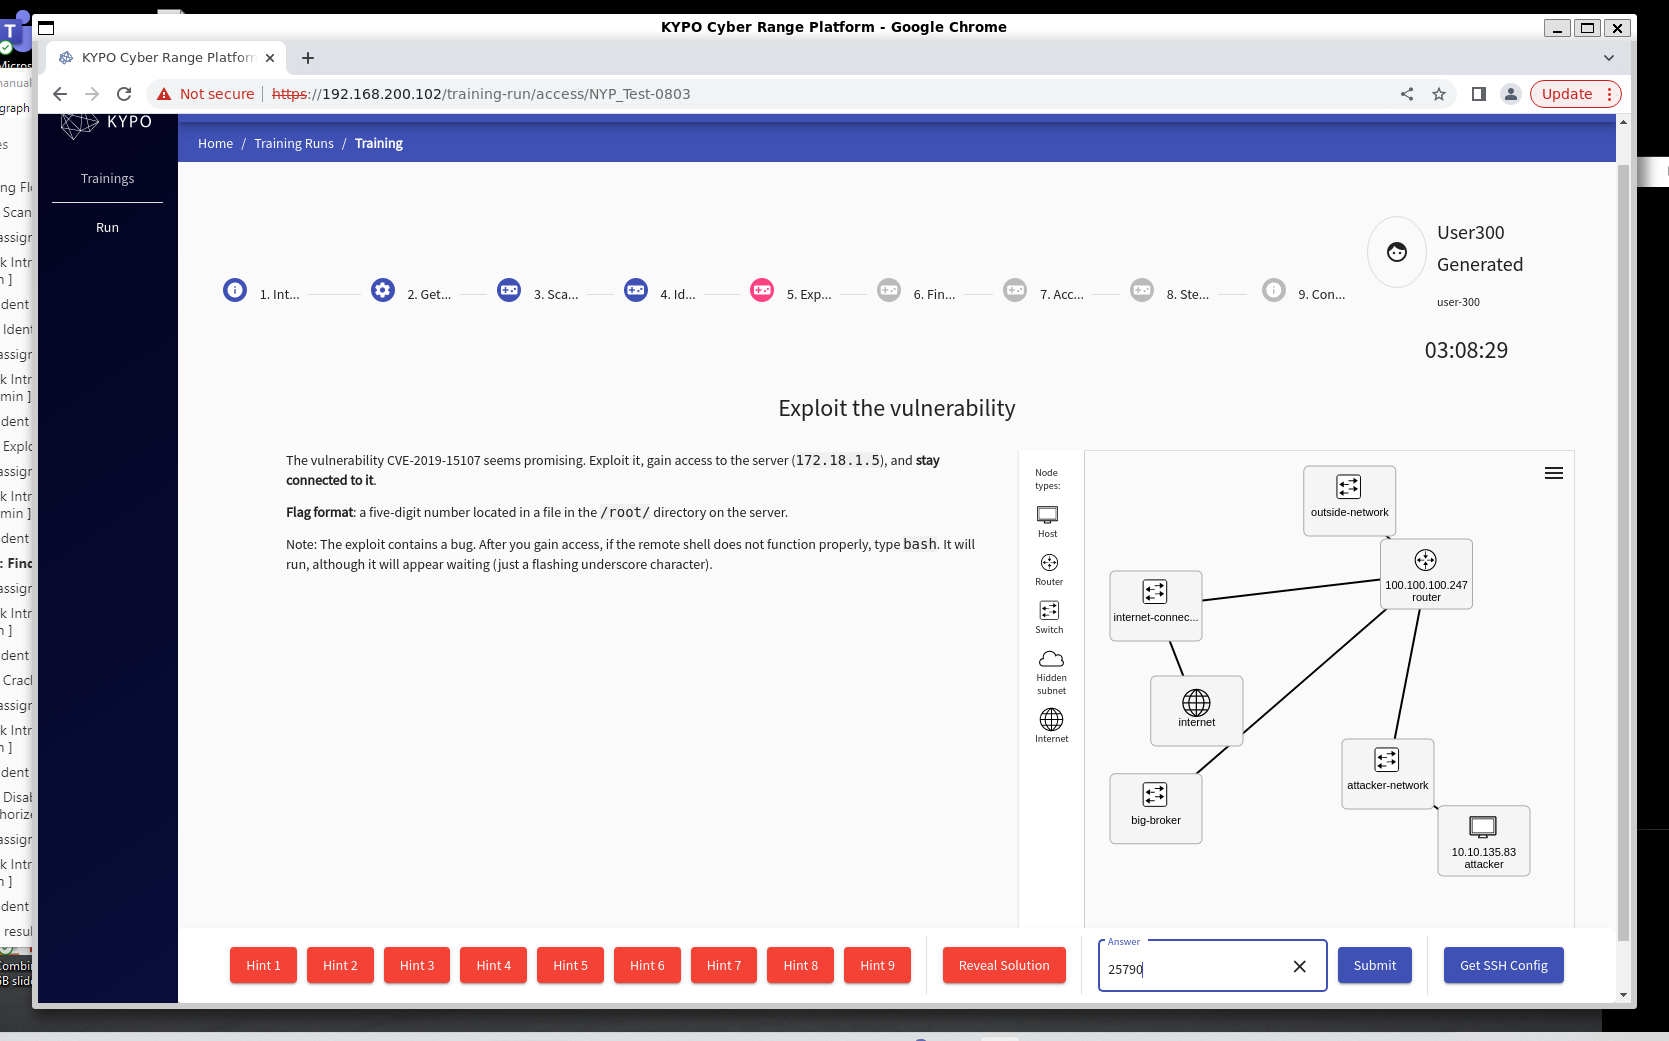 KYPO Cyber Range Platform - Google Chrome
KYPO Cyber Range Platform
Not secure
https://192.168.200.102/training-run/access/NYP_Test-0803
Update
KYPO
Home / Training Runs / Training
Trainings
Run
1. Int...
2. Get...
3. Sca...
4. Id...
5. Exp...
6. Fin...
7. Acc...
8. Ste...
9. Con...
User300
Generated
user-300
03:08:29
Exploit the vulnerability
The vulnerability CVE-2019-15107 seems promising. Exploit it, gain access to the server (172.18.1.5), and stay
connected to it.
Flag format: a five-digit number located in a file in the /root/ directory on the server.
Note: The exploit contains a bug. After you gain access, if the remote shell does not function properly, type bash. It will
run, although it will appear waiting (just a flashing underscore character).
Node
types:
Host
Router
Switch
Hidden
subnet
Internet
outside-network
100.100.100.247
router
internet-connec...
internet
big-broker
attacker-network
10.10.135.83
attacker
Hint 1
Hint 2
Hint 3
Hint 4
Hint 5
Hint 6
Hint 7
Hint 8
Hint 9
Reveal Solution
Answer
25790
Submit
Get SSH Config